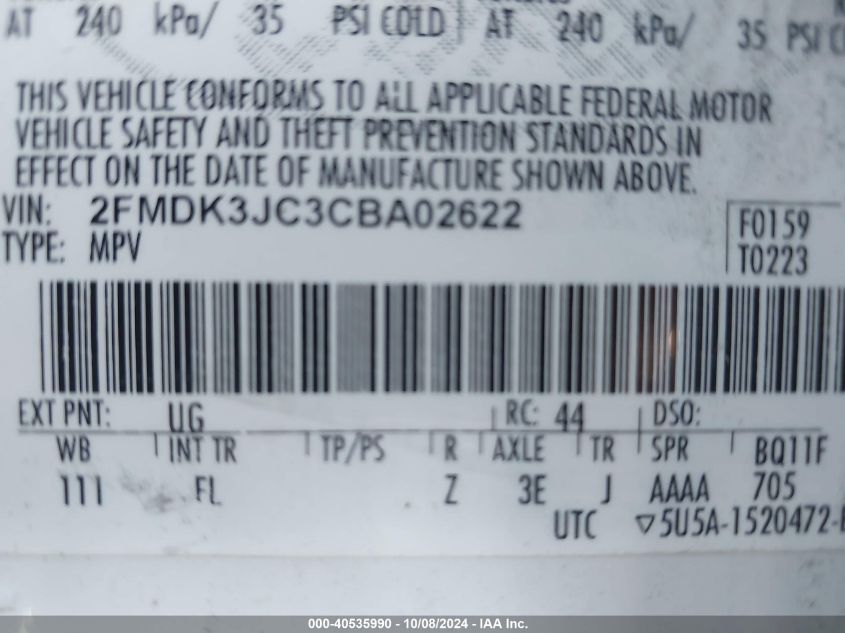 AT 240 kPa/ 35 PSI COLD AT 240 kPa/ 35 PSI
THIS VEHICLE CONFORMS TO ALL APPLICABLE FEDERAL MOTOR
VEHICLE SAFETY AND THEFT PREVENTION STANDARDS IN
EFFECT ON THE DATE OF MANUFACTURE SHOWN ABOVE.
VIN: 2FMDK3JC3CBA02622
TYPE: MPV
F0159
T0223
EXT PNT: UG RC: 44 DSO:
WB INT TR TP/PS R AXLE TR SPR BQ11F
111 FL Z 3E J AAAA 705
UTC ▽5U5A-1520472-
000-40535990 - 10/08/2024 - IAA Inc.